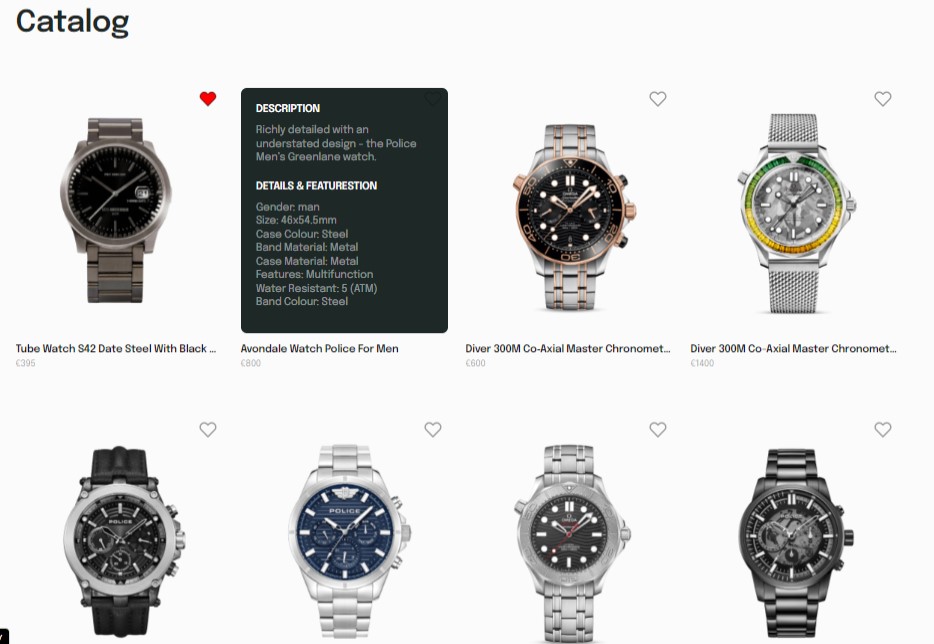 Catalog
DESCRIPTION
Richly detailed with an
understated design - the Police
Men's Greenlane watch.
DETAILS & FEATURESTION
Gender: man
Size: 46x54,5mm
Case Colour: Steel
Band Material: Metal
Case Material: Metal
Features: Multifunction
Water Resistant: 5 (ATM)
Band Colour: Steel
Tube Watch S42 Date Steel With Black ...
€395
Avondale Watch Police For Men
€800
Diver 300M Co-Axial Master Chronomet...
€600
Diver 300M Co-Axial Master Chronomet...
€1400
POLICE
POLICE
OMEGA